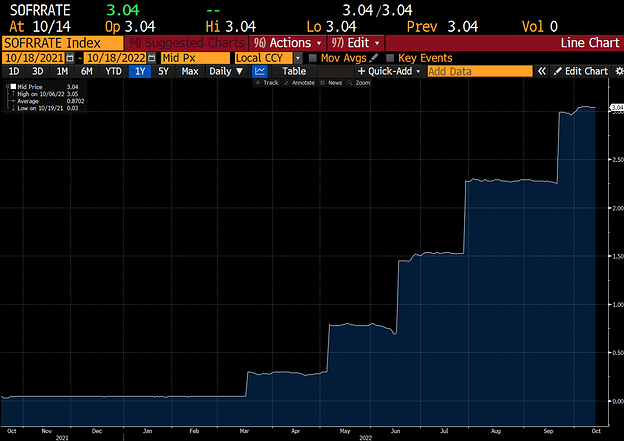 SOFRRATE 3.04 -- 3.04/3.04
At 10/14 Op 3.04 Hi 3.04 Lo 3.04 Prev 3.04 Vol 0
SOFRRATE Index 94) Suggested Charts 96) Actions 97) Edit Line Chart
10/18/2021 - 10/18/2022 Mid Px Local CCY Mov Avgs Key Events
1D 3D 1M 6M YTD 1Y 5Y Max Daily ▼ Table + Quick-Add Add Data « Edit Chart
Track Annotate News Zoom
Mid Price 3.04
High on 10/06/22 3.05
Average 0.8702
Low on 10/19/21 0.03
3.04
3.00
2.50
2.00
1.50
1.00
0.50
0.00
Oct Nov Dec Jan Feb Mar Apr May Jun Jul Aug Sep Oct
2021 2022